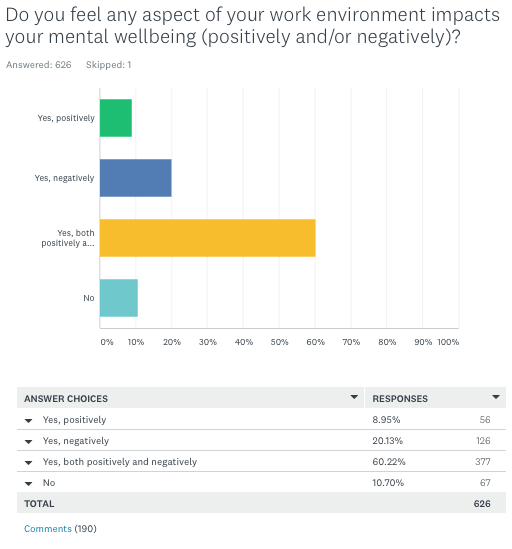 Do you feel any aspect of your work environment impacts
your mental wellbeing (positively and/or negatively)?
Answered: 626 Skipped: 1
Yes, positively
Yes, negatively
Yes, both
positively a...
No
0% 10% 20% 30% 40% 50% 60% 70% 80% 90% 100%
ANSWER CHOICES RESPONSES
Yes, positively 8.95% 56
Yes, negatively 20.13% 126
Yes, both positively and negatively 60.22% 377
No 10.70% 67
TOTAL 626
Comments (190)